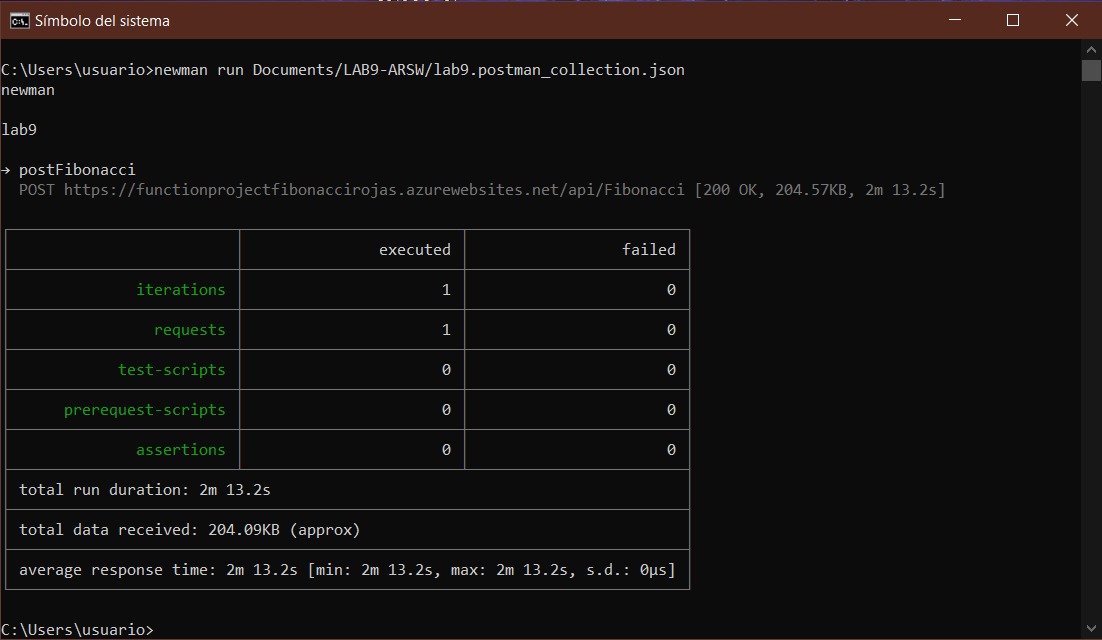 Símbolo del sistema
C:\Users\usuario>newman run Documents/LAB9-ARSW/lab9.postman_collection.json
newman
lab9
→ postFibonacci
POST https://functionprojectfibonaccirojas.azurewebsites.net/api/Fibonacci [200 OK, 204.57KB, 2m 13.2s]
executed failed
iterations 1 0
requests 1 0
test-scripts 0 0
prerequest-scripts 0 0
assertions 0 0
total run duration: 2m 13.2s
total data received: 204.09KB (approx)
average response time: 2m 13.2s [min: 2m 13.2s, max: 2m 13.2s, s.d.: 0µs]
C:\Users\usuario>